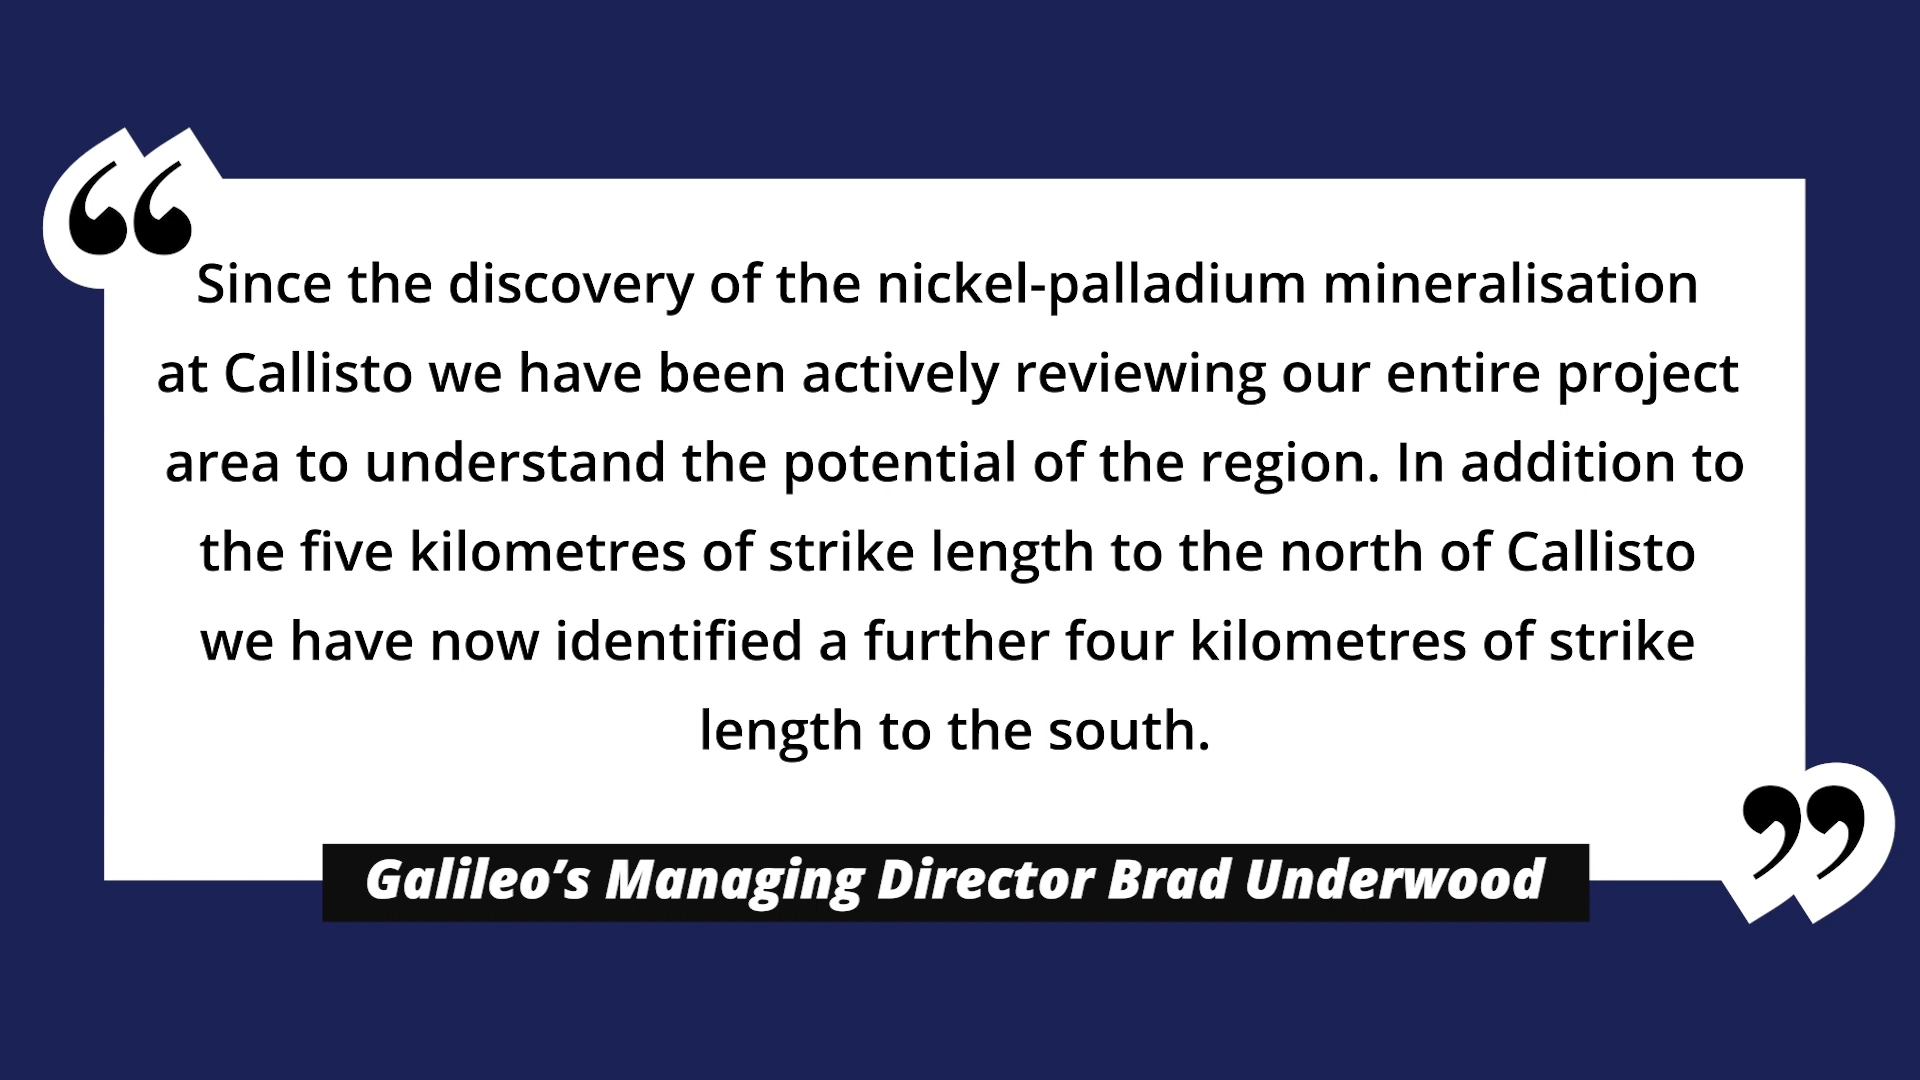 “
Since the discovery of the nickel-palladium mineralisation
at Callisto we have been actively reviewing our entire project
area to understand the potential of the region. In addition to
the five kilometres of strike length to the north of Callisto
we have now identified a further four kilometres of strike
length to the south.
”
Galileo’s Managing Director Brad Underwood